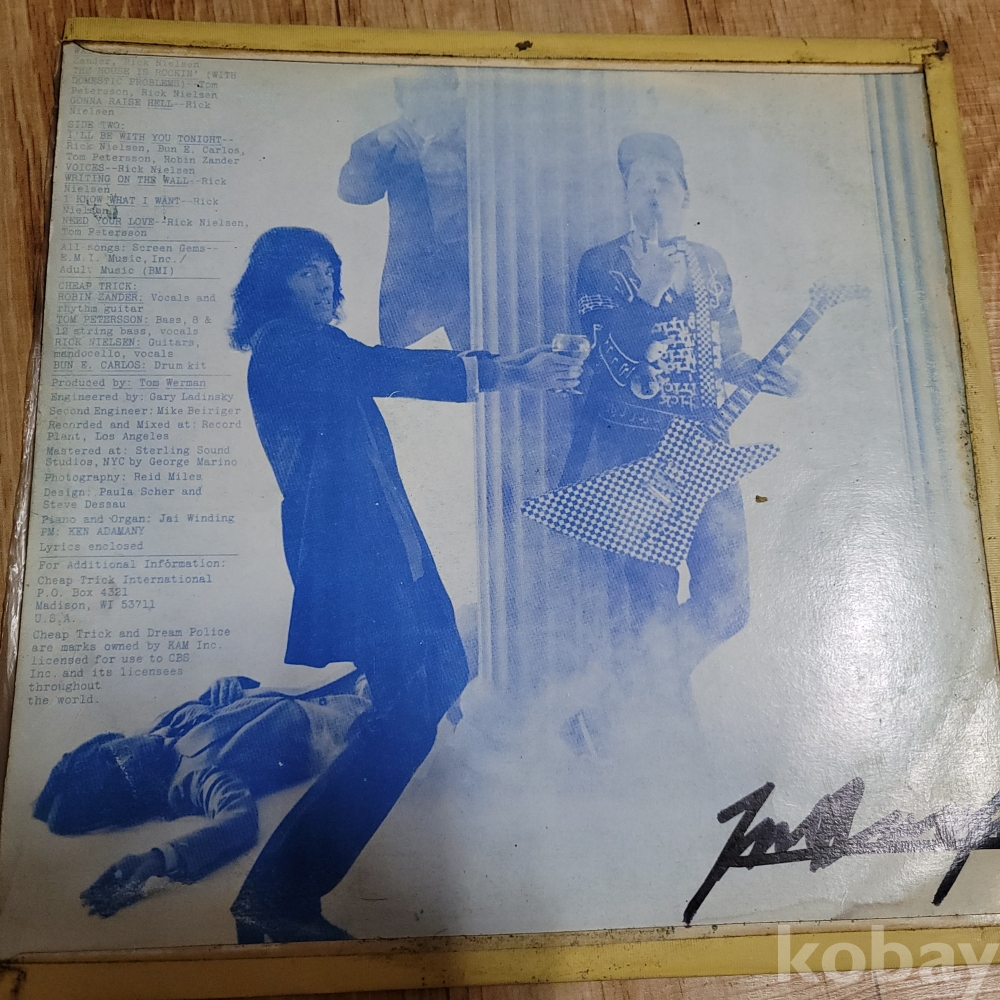 Zander, Rick Nielsen
THE HOUSE IS ROCKIN' (WITH
DOMESTIC PROBLEMS)--Tom
Petersson, Rick Nielsen
GONNA RAISE HELL--Rick
Nielsen
SIDE TWO:
I'LL BE WITH YOU TONIGHT--
Rick Nielsen, Bun E. Carlos,
Tom Petersson, Robin Zander
VOICES--Rick Nielsen
WRITING ON THE WALL--Rick
Nielsen
I KNOW WHAT I WANT--Rick
Nielsen
NEED YOUR LOVE--Rick Nielsen,
Tom Petersson
All songs: Screen Gems--
E.M.I. Music, Inc./
Adult Music (BMI)
CHEAP TRICK:
ROBIN ZANDER: Vocals and
rhythm guitar
TOM PETERSSON: Bass, 8 &
12 string bass, vocals
RICK NIELSEN: Guitars,
mandocello, vocals
BUN E. CARLOS: Drum kit
Produced by: Tom Werman
Engineered by: Gary Ladinsky
Second Engineer: Mike Beiriger
Recorded and Mixed at: Record
Plant, Los Angeles
Mastered at: Sterling Sound
Studios, NYC by George Marino
Photography: Reid Miles
Design: Paula Scher and
Steve Dessau
Piano and Organ: Jai Winding
PM: KEN ADAMANY
Lyrics enclosed
For Additional Information:
Cheap Trick International
P.O. Box 4321
Madison, WI 53711
U.S.A.
Cheap Trick and Dream Police
are marks owned by KAM Inc.
licensed for use to CBS
Inc. and its licensees
throughout
the world.
kobay